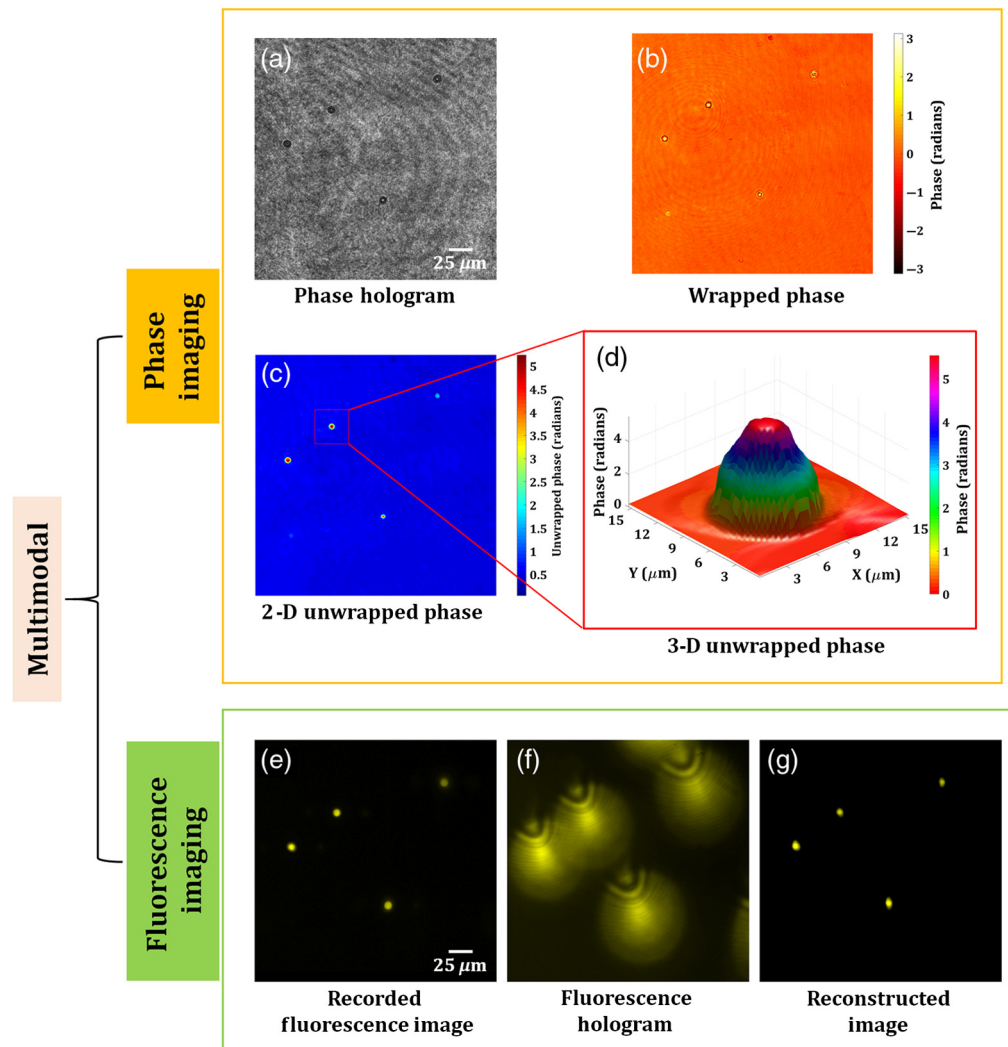 Multimodal
Phase
imaging
(a)
25 μm
Phase hologram
(b)
3
2
1
0
−1
−2
−3
Phase (radians)
Wrapped phase
(c)
5
4.5
4
3.5
3
2.5
2
1.5
1
0.5
Unwrapped phase (radians)
2-D unwrapped phase
(d)
Phase (radians)
4
2
0
15
12
9
6
3
Y (μm)
3
6
9
12
15
X (μm)
5
4
3
2
1
0
Phase (radians)
3-D unwrapped phase
Fluorescence
imaging
(e)
25 μm
Recorded
fluorescence image
(f)
Fluorescence
hologram
(g)
Reconstructed
image